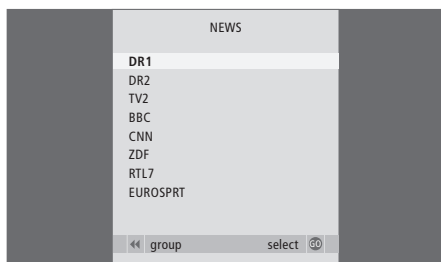 NEWS
DR1
DR2
TV2
BBC
CNN
ZDF
RTL7
EUROSPRT
group select GO